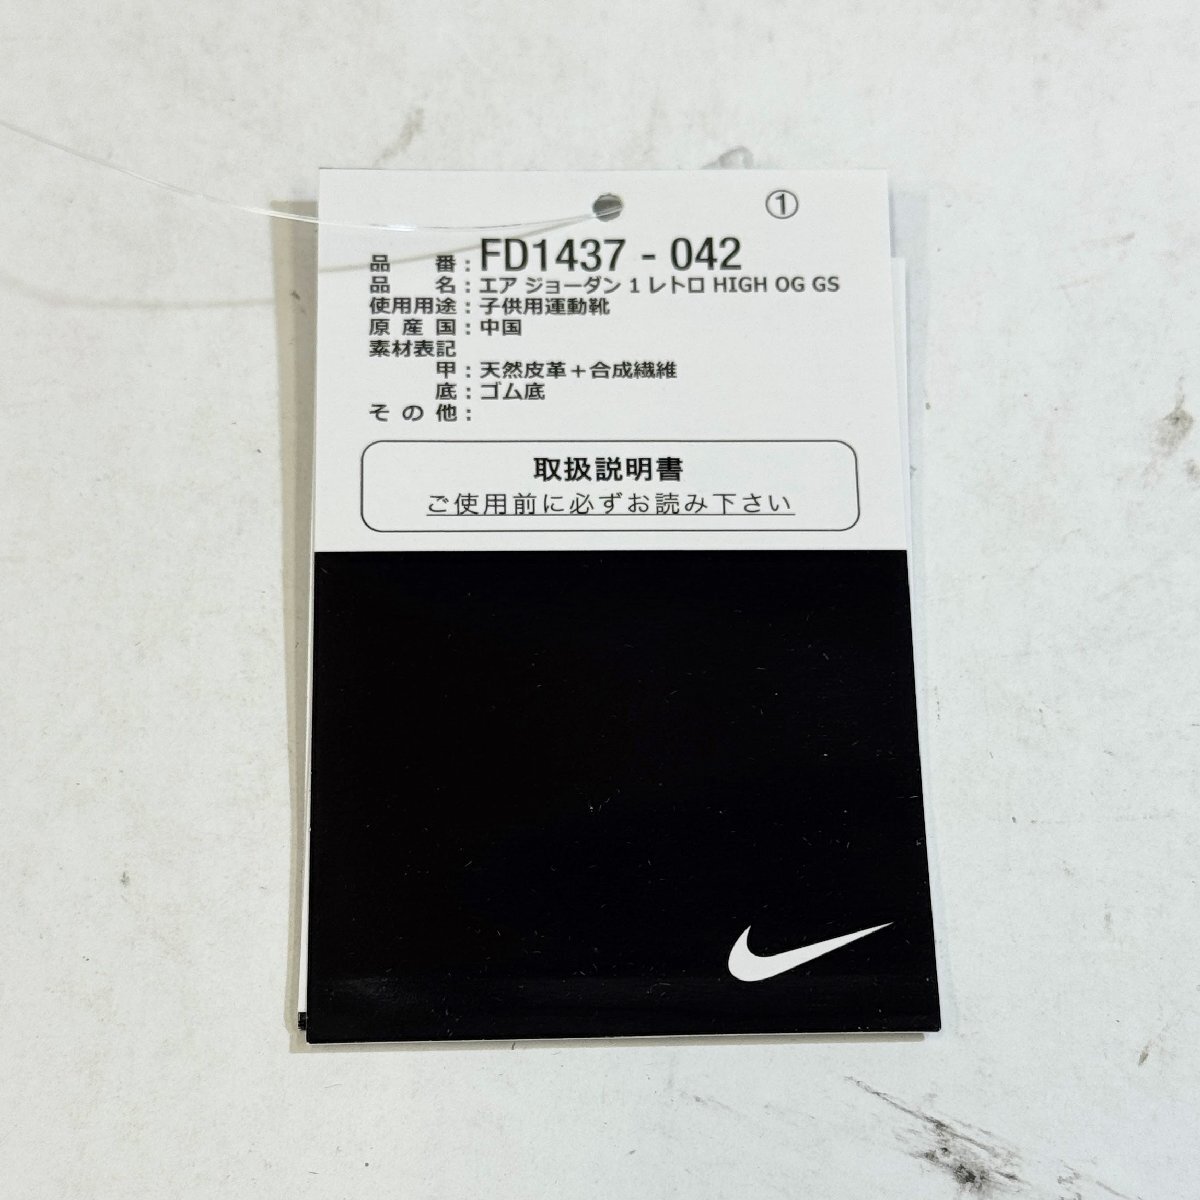 ①
品番：FD1437 - 042
品名：エア ジョーダン 1 レトロ HIGH OG GS
使用用途：子供用運動靴
原産国：中国
素材表記
甲：天然皮革＋合成繊維
底：ゴム底
その他：
取扱説明書
ご使用前に必ずお読み下さい